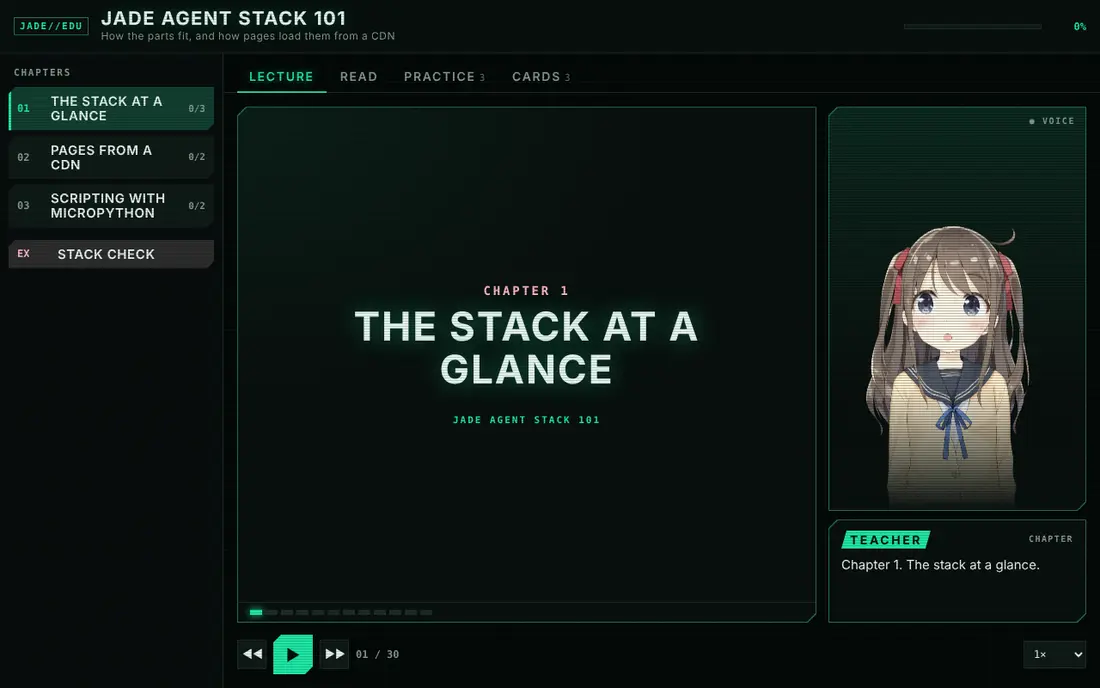 JADE//EDU
JADE AGENT STACK 101
How the parts fit, and how pages load them from a CDN
0%
CHAPTERS
01 THE STACK AT A GLANCE 0/3
02 PAGES FROM A CDN 0/2
03 SCRIPTING WITH MICROPYTHON 0/2
EX STACK CHECK
LECTURE READ PRACTICE 3 CARDS 3
CHAPTER 1
THE STACK AT A
GLANCE
JADE AGENT STACK 101
VOICE
TEACHER CHAPTER
Chapter 1. The stack at a glance.
01 / 30
1×